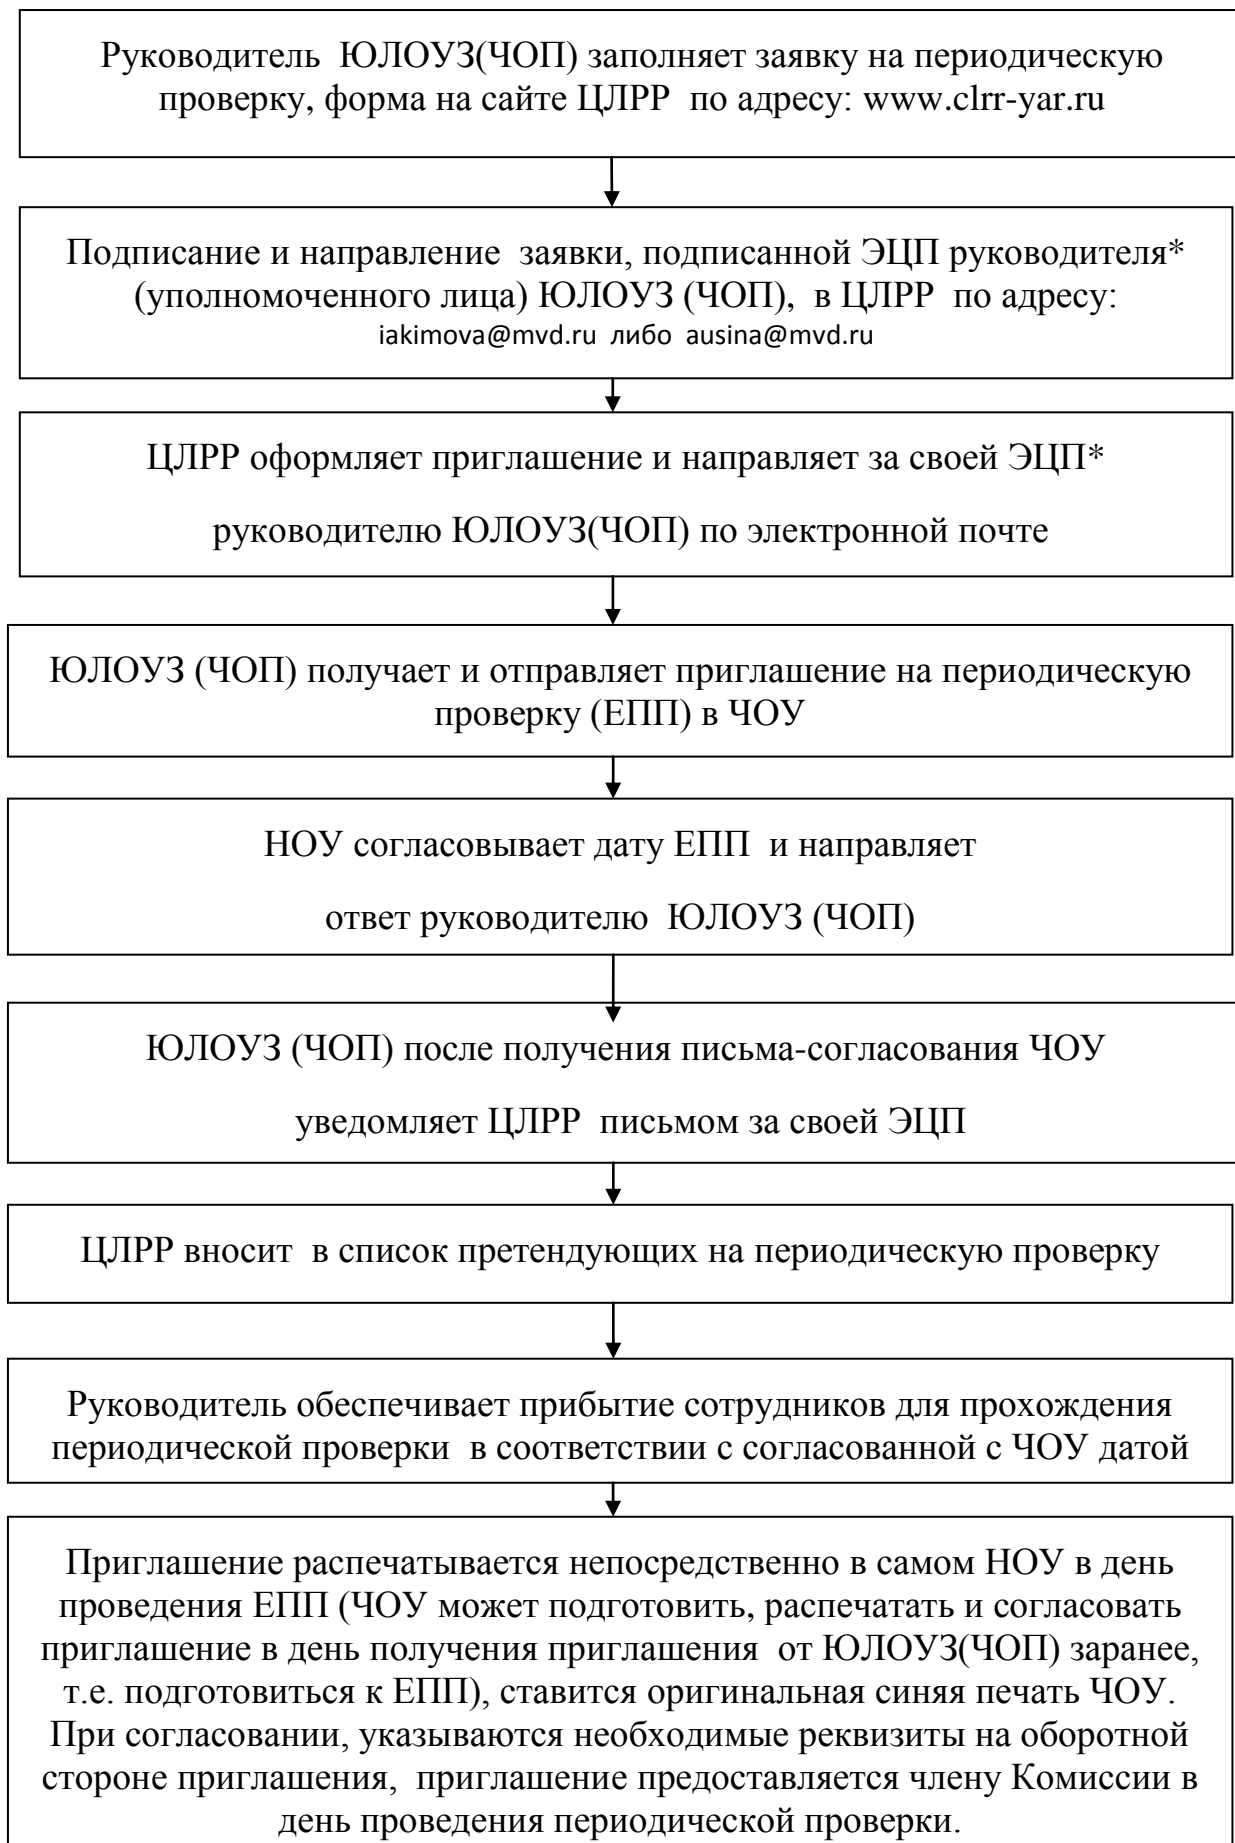 Руководитель ЮЛОУЗ(ЧОП) заполняет заявку на периодическую
проверку, форма на сайте ЦЛРР по адресу: www.clrr-yar.ru
Подписание и направление заявки, подписанной ЭЦП руководителя*
(уполномоченного лица) ЮЛОУЗ (ЧОП), в ЦЛРР по адресу:
iakimova@mvd.ru либо ausina@mvd.ru
ЦЛРР оформляет приглашение и направляет за своей ЭЦП*
руководителю ЮЛОУЗ(ЧОП) по электронной почте
ЮЛОУЗ (ЧОП) получает и отправляет приглашение на периодическую
проверку (ЕПП) в ЧОУ
НОУ согласовывает дату ЕПП и направляет
ответ руководителю ЮЛОУЗ (ЧОП)
ЮЛОУЗ (ЧОП) после получения письма-согласования ЧОУ
уведомляет ЦЛРР письмом за своей ЭЦП
ЦЛРР вносит в список претендующих на периодическую проверку
Руководитель обеспечивает прибытие сотрудников для прохождения
периодической проверки в соответствии с согласованной с ЧОУ датой
Приглашение распечатывается непосредственно в самом НОУ в день
проведения ЕПП (ЧОУ может подготовить, распечатать и согласовать
приглашение в день получения приглашения от ЮЛОУЗ(ЧОП) заранее,
т.е. подготовиться к ЕПП), ставится оригинальная синяя печать ЧОУ.
При согласовании, указываются необходимые реквизиты на оборотной
стороне приглашения, приглашение предоставляется члену Комиссии в
день проведения периодической проверки.